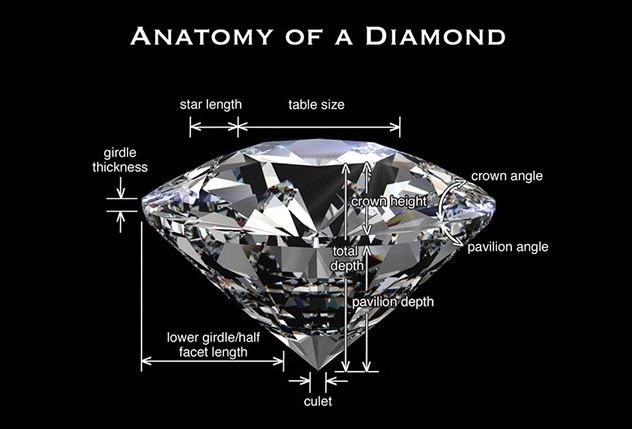 ANATOMY OF A DIAMOND
star length
table size
girdle
thickness
crown angle
crown height
pavilion angle
total
depth
pavilion depth
lower girdle/half
facet length
culet